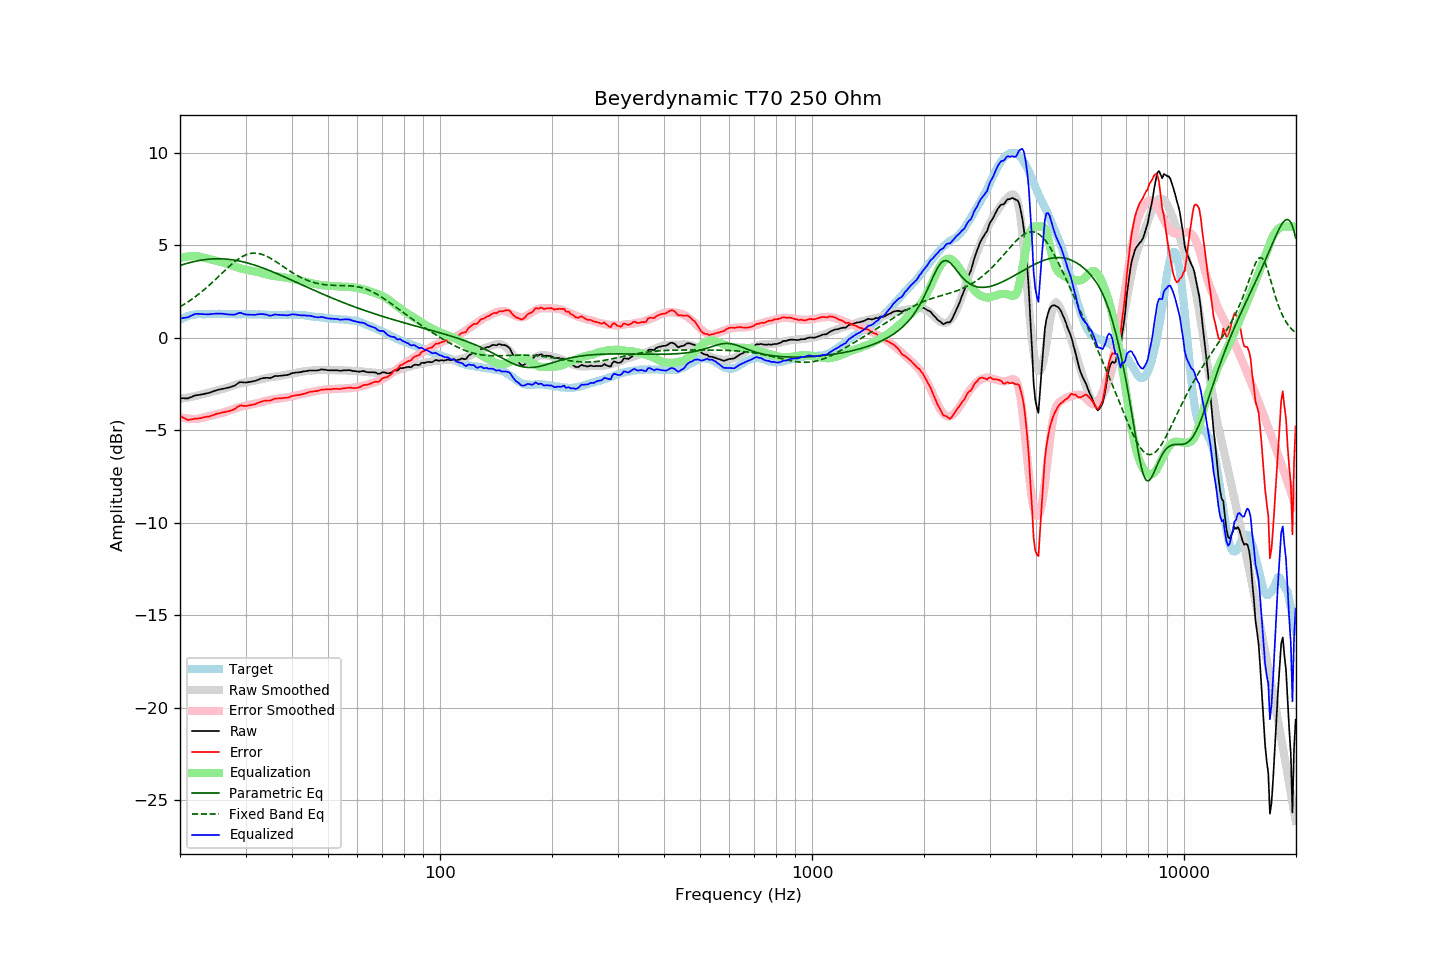 Beyerdynamic T70 250 Ohm
10
5
0
−5
−10
−15
−20
−25
Amplitude (dBr)
Target
Raw Smoothed
Error Smoothed
Raw
Error
Equalization
Parametric Eq
Fixed Band Eq
Equalized
100
1000
10000
Frequency (Hz)